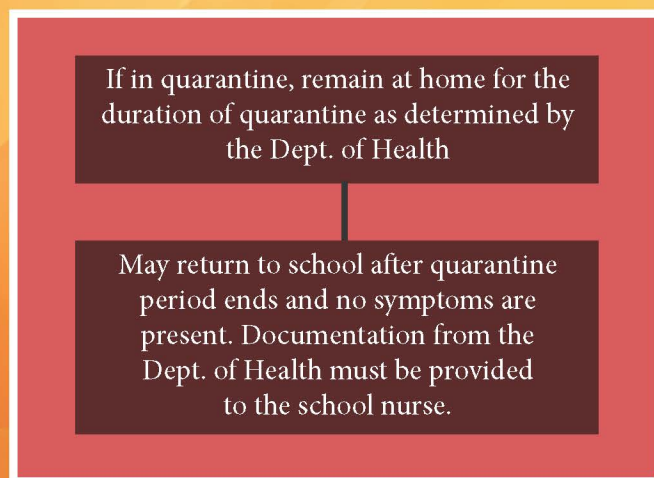 If in quarantine, remain at home for the
duration of quarantine as determined by
the Dept. of Health
May return to school after quarantine
period ends and no symptoms are
present. Documentation from the
Dept. of Health must be provided
to the school nurse.